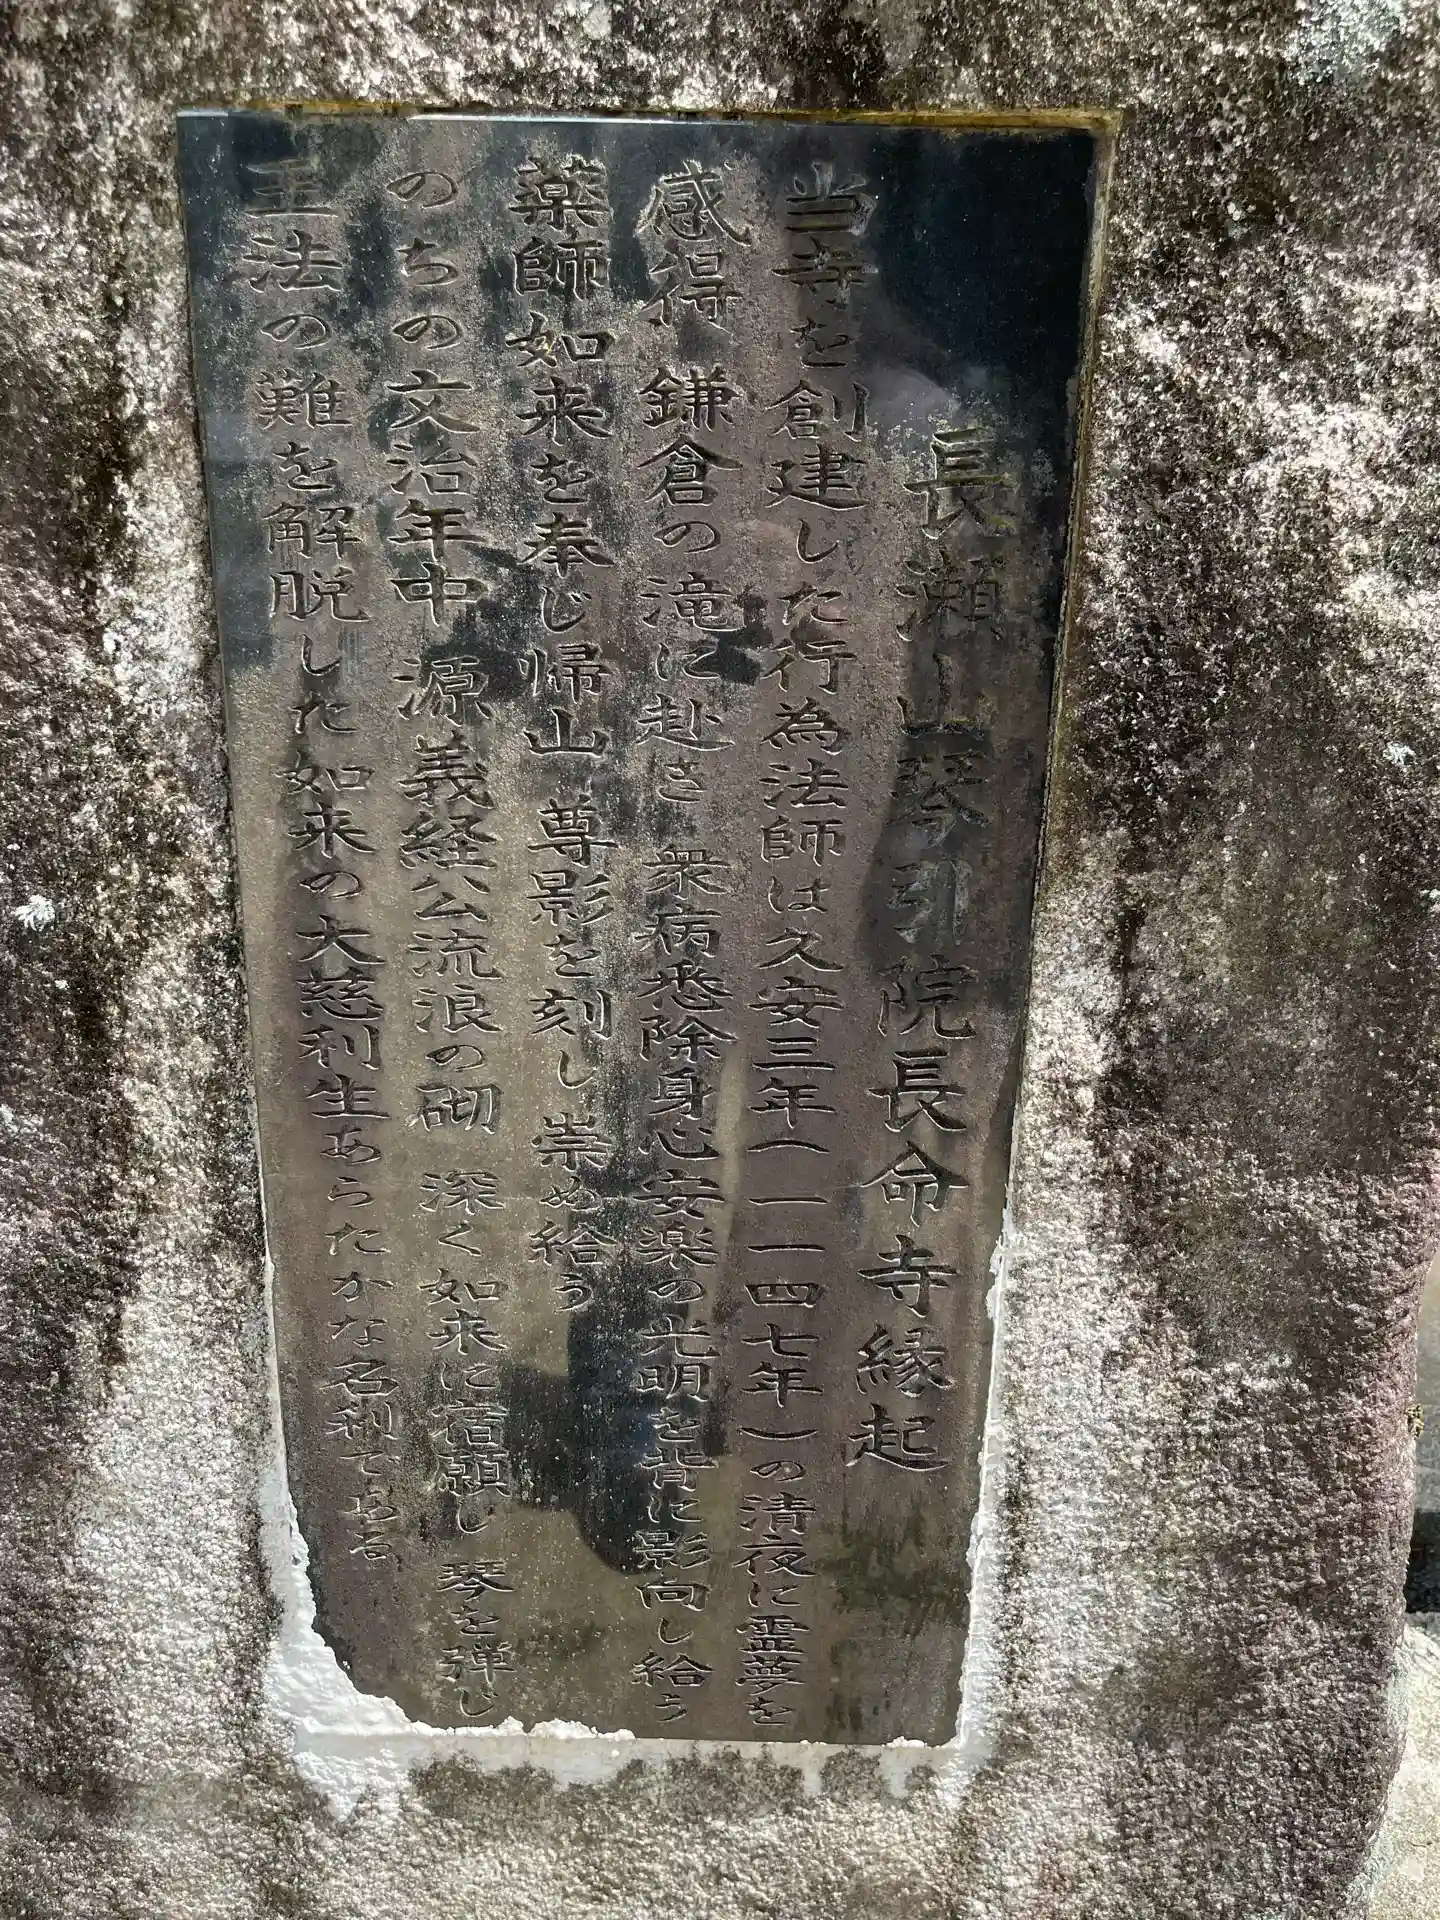 長瀬山琴引院長命寺縁起
当寺を創建した行為法師は久安三年(一一四七年)の清夜に霊夢を
感得 鎌倉の滝に赴き 衆病悉除身心安楽の光明を背に影向し給う
薬師如来を奉じ帰山 尊影を刻し崇め給う
のちの文治年中 源義経公流浪の砌 深く如来に宿願し 琴を弾じ
王法の難を解脱した如来の大慈利生あらたかな名刹である